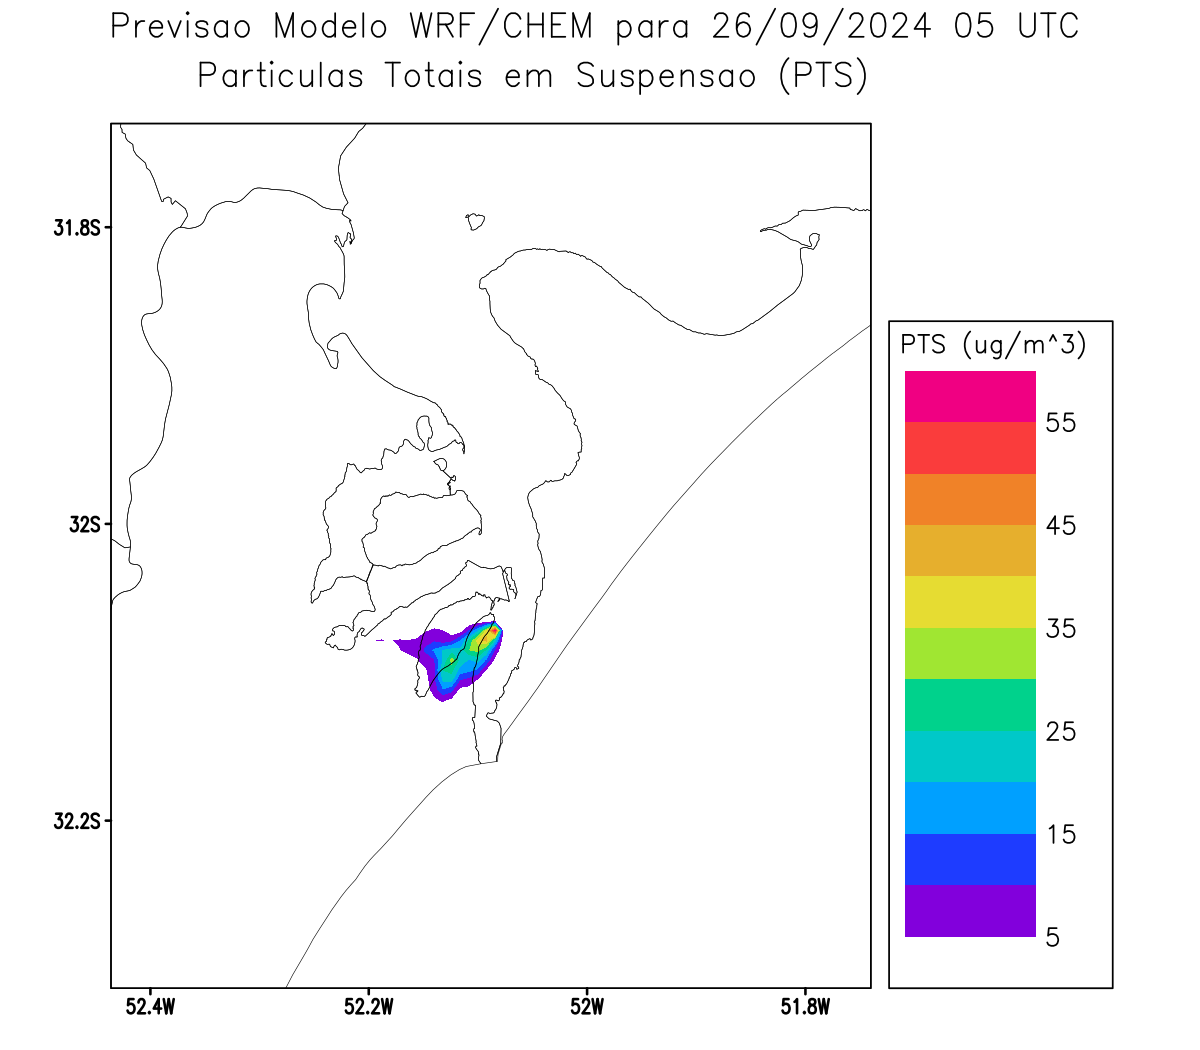 Previsao Modelo WRF/CHEM para 26/09/2024 05 UTC
Particulas Totais em Suspensao (PTS)
31.8S
32S
32.2S
52.4W
52.2W
52W
51.8W
PTS (ug/m^3)
55
45
35
25
15
5